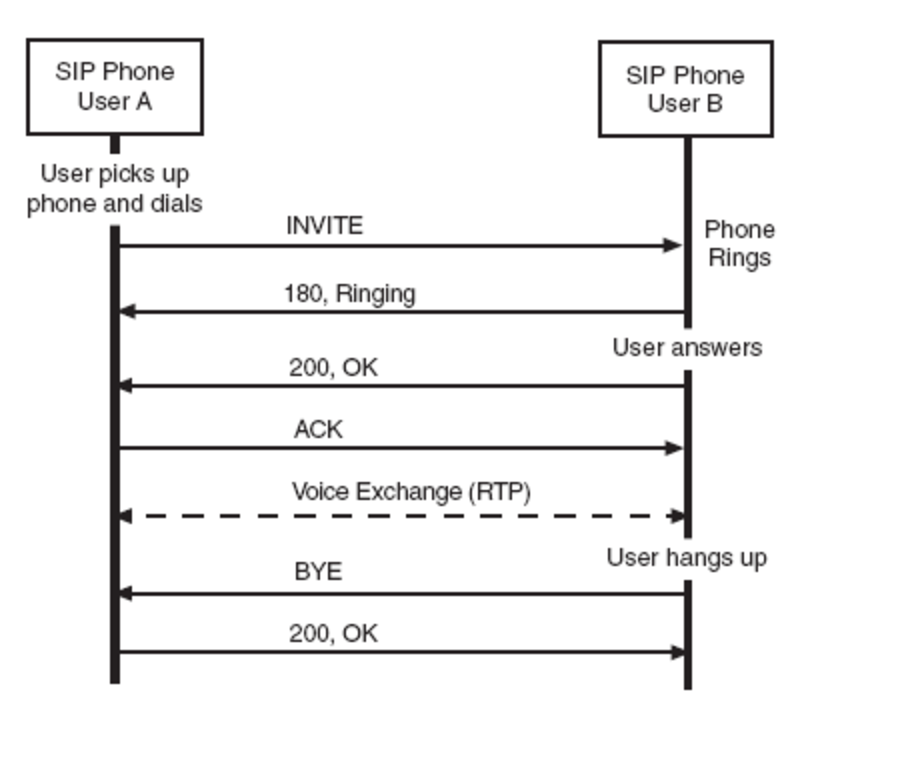 SIP Phone
User A
SIP Phone
User B
User picks up
phone and dials
INVITE
Phone
Rings
180, Ringing
User answers
200, OK
ACK
Voice Exchange (RTP)
User hangs up
BYE
200, OK